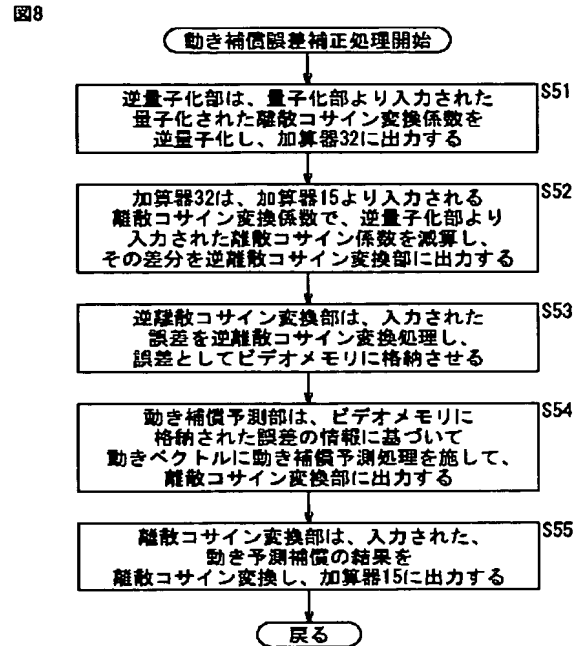 図8
動き補償誤差補正処理開始
S51
逆量子化部は、量子化部より入力された
量子化された離散コサイン変換係数を
逆量子化し、加算器32に出力する
S52
加算器32は、加算器15より入力される
離散コサイン変換係数で、逆量子化部より
入力された離散コサイン係数を減算し、
その差分を逆離散コサイン変換部に出力する
S53
逆離散コサイン変換部は、入力された
誤差を逆離散コサイン変換処理し、
誤差としてビデオメモリに格納させる
S54
動き補償予測部は、ビデオメモリに
格納された誤差の情報に基づいて
動きベクトルに動き補償予測処理を施して、
離散コサイン変換部に出力する
S55
離散コサイン変換部は、入力された、
動き予測補償の結果を
離散コサイン変換し、加算器15に出力する
戻る